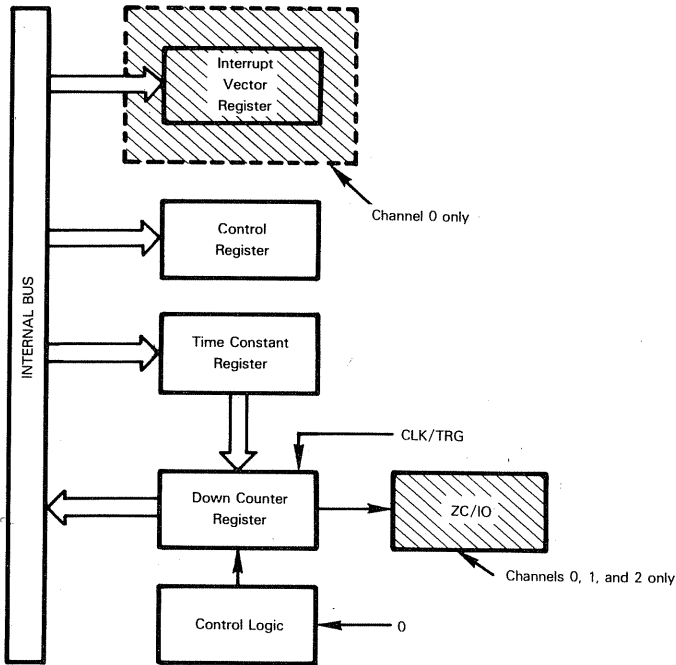 Interrupt
Vector
Register
Channel 0 only
Control
Register
INTERNAL BUS
Time Constant
Register
CLK/TRG
Down Counter
Register
ZC/IO
Channels 0, 1, and 2 only
Control Logic
0